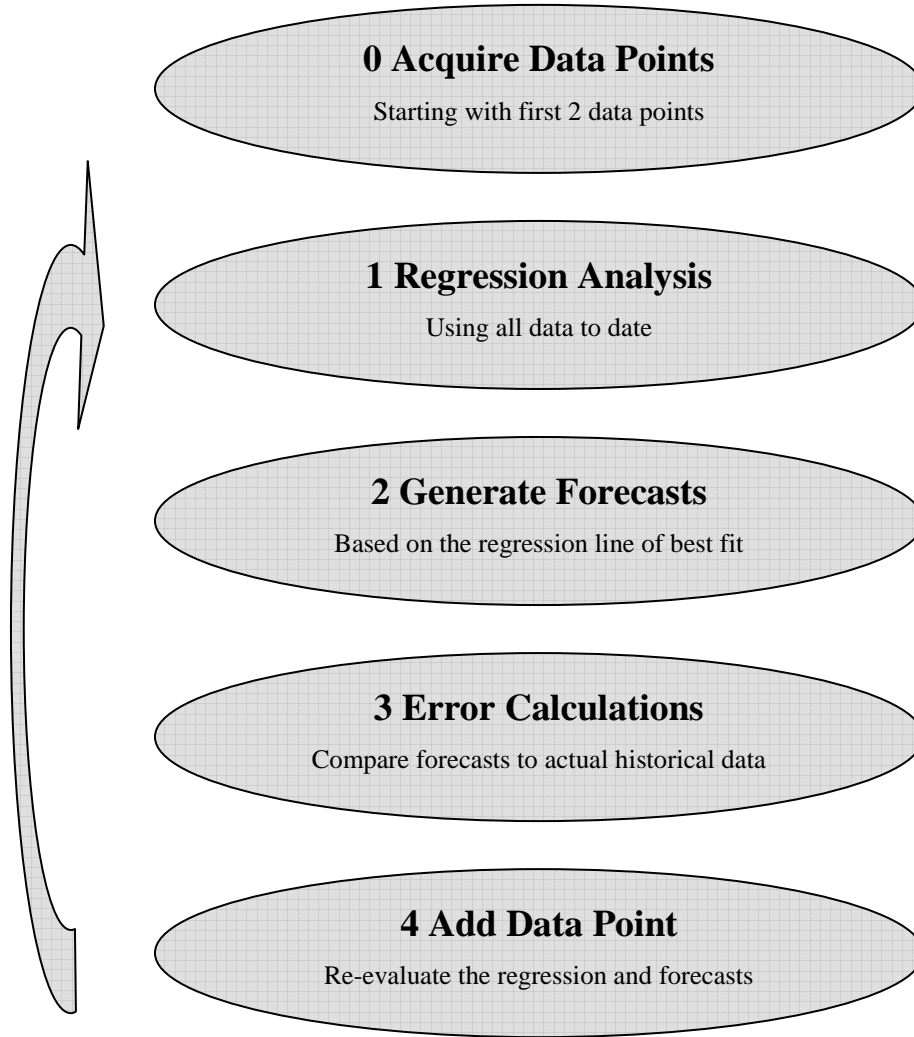 0 Acquire Data Points
Starting with first 2 data points
1 Regression Analysis
Using all data to date
2 Generate Forecasts
Based on the regression line of best fit
3 Error Calculations
Compare forecasts to actual historical data
4 Add Data Point
Re-evaluate the regression and forecasts